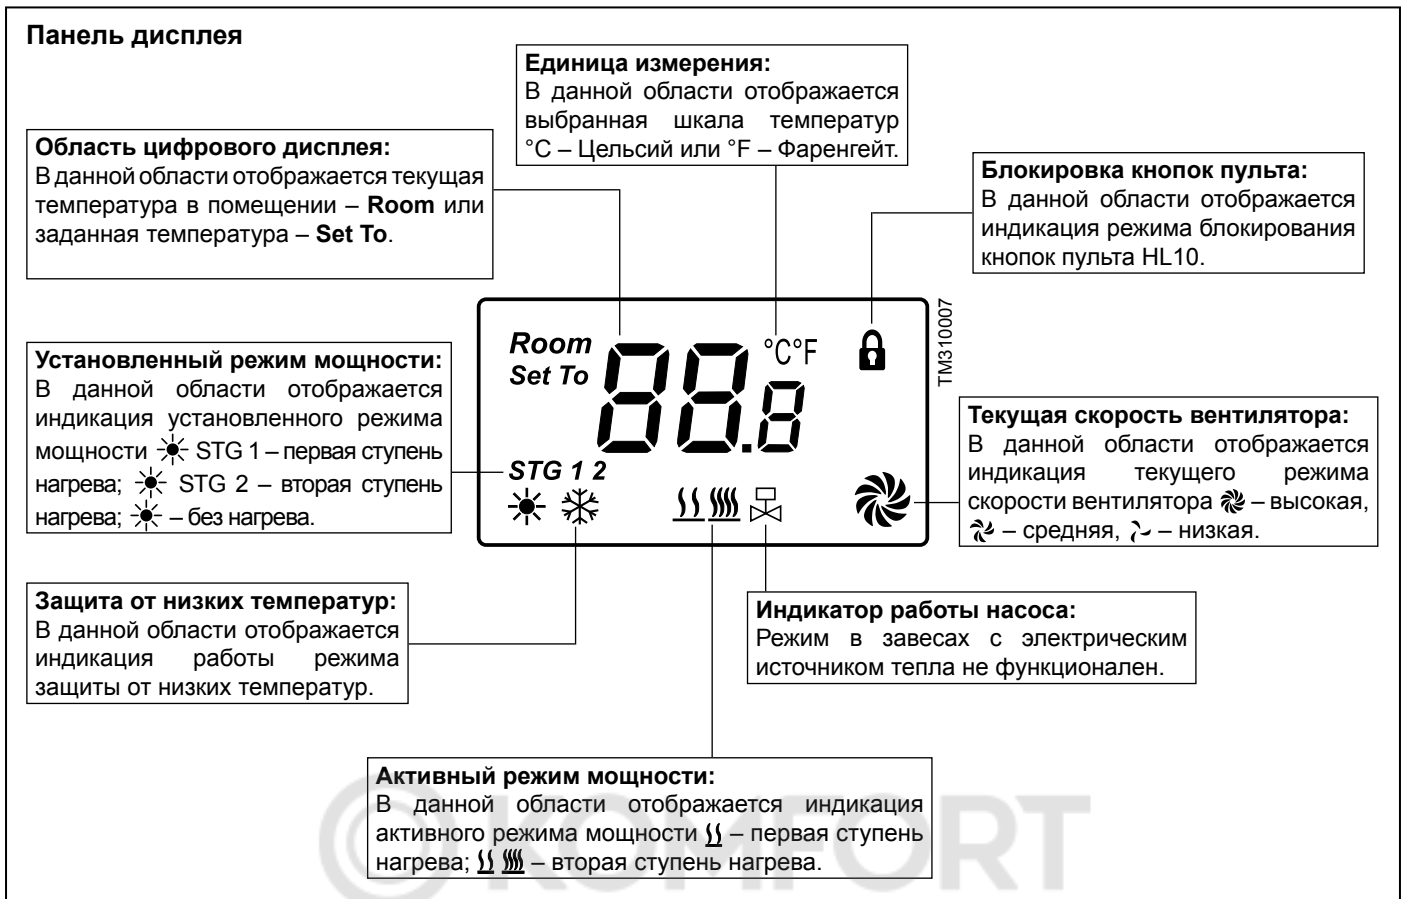 Панель дисплея
Единица измерения:
В данной области отображается
выбранная шкала температур
°C – Цельсий или °F – Фаренгейт.
Область цифрового дисплея:
В данной области отображается текущая
температура в помещении – Room или
заданная температура – Set To.
Блокировка кнопок пульта:
В данной области отображается
индикация режима блокирования
кнопок пульта HL10.
Установленный режим мощности:
В данной области отображается
индикация установленного режима
мощности STG 1 – первая ступень
нагрева; STG 2 – вторая ступень
нагрева; – без нагрева.
Room
Set To
88.8
°C°F
STG 1 2
TM310007
Текущая скорость вентилятора:
В данной области отображается
индикация текущего режима
скорости вентилятора – высокая,
– средняя, – низкая.
Защита от низких температур:
В данной области отображается
индикация работы режима
защиты от низких температур.
Индикатор работы насоса:
Режим в завесах с электрическим
источником тепла не функционален.
Активный режим мощности:
В данной области отображается индикация
активного режима мощности – первая ступень
нагрева; – вторая ступень нагрева.
© KOMFORT